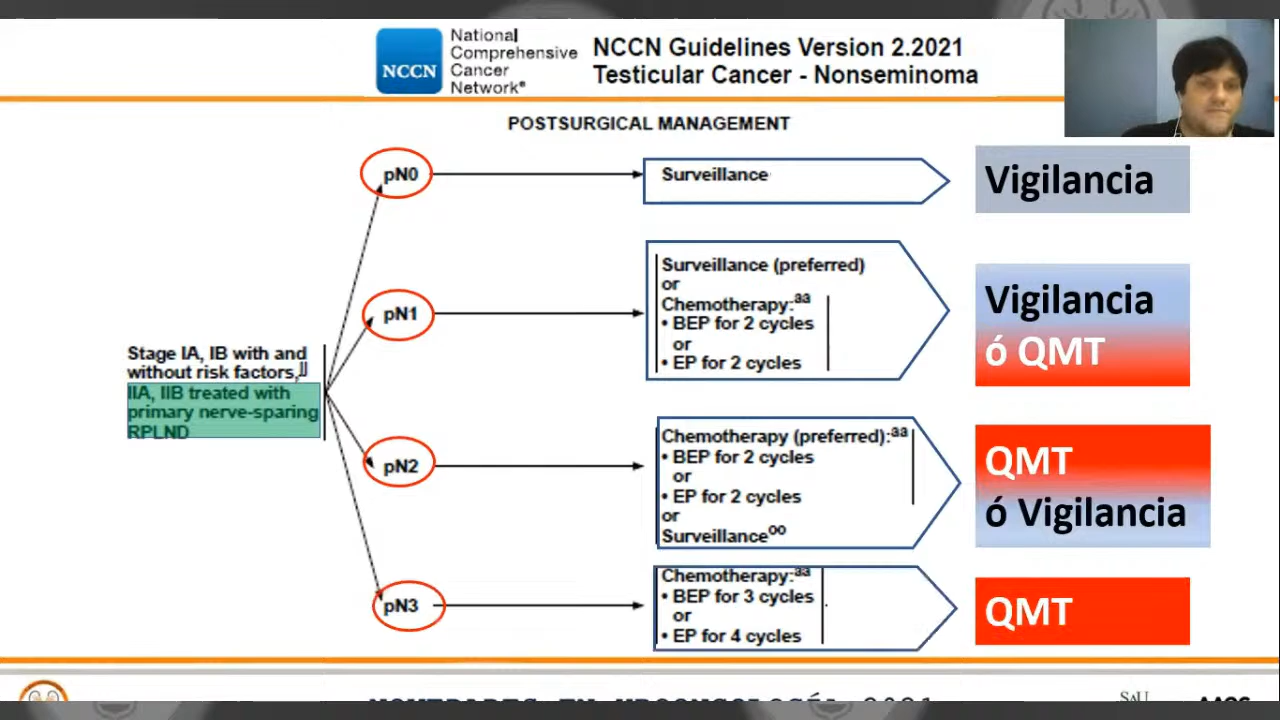 NCCN
National
Comprehensive
Cancer
Network®
NCCN Guidelines Version 2.2021
Testicular Cancer - Nonseminoma
POSTSURGICAL MANAGEMENT
Stage IA, IB with and
without risk factors,jj
IIA, IIB treated with
primary nerve-sparing
RPLND
pN0
Surveillance
Vigilancia
pN1
Surveillance (preferred)
or
Chemotherapy:aa
• BEP for 2 cycles
or
• EP for 2 cycles
Vigilancia
ó QMT
pN2
Chemotherapy (preferred):aa
• BEP for 2 cycles
or
• EP for 2 cycles
or
Surveillanceoo
QMT
ó Vigilancia
pN3
Chemotherapy:aa
• BEP for 3 cycles
or
• EP for 4 cycles
QMT
2021
SAU